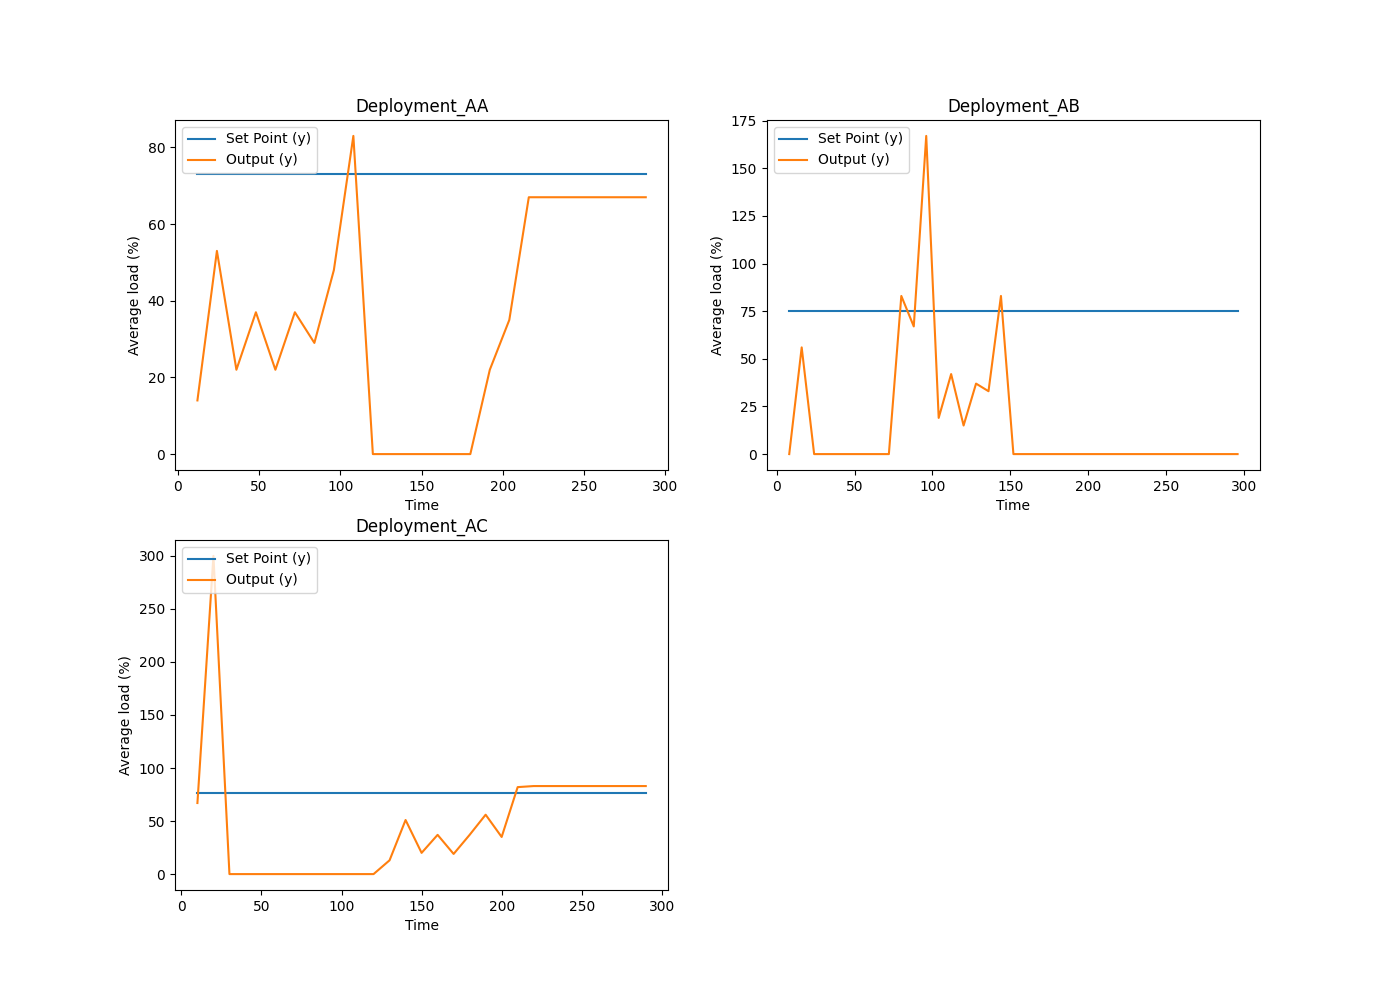 Deployment_AA
Set Point (y)
Output (y)
80
60
40
20
0
Average load (%)
0 50 100 150 200 250 300
Time
Deployment_AB
Set Point (y)
Output (y)
175
150
125
100
75
50
25
0
Average load (%)
0 50 100 150 200 250 300
Time
Deployment_AC
Set Point (y)
Output (y)
300
250
200
150
100
50
0
Average load (%)
0 50 100 150 200 250 300
Time